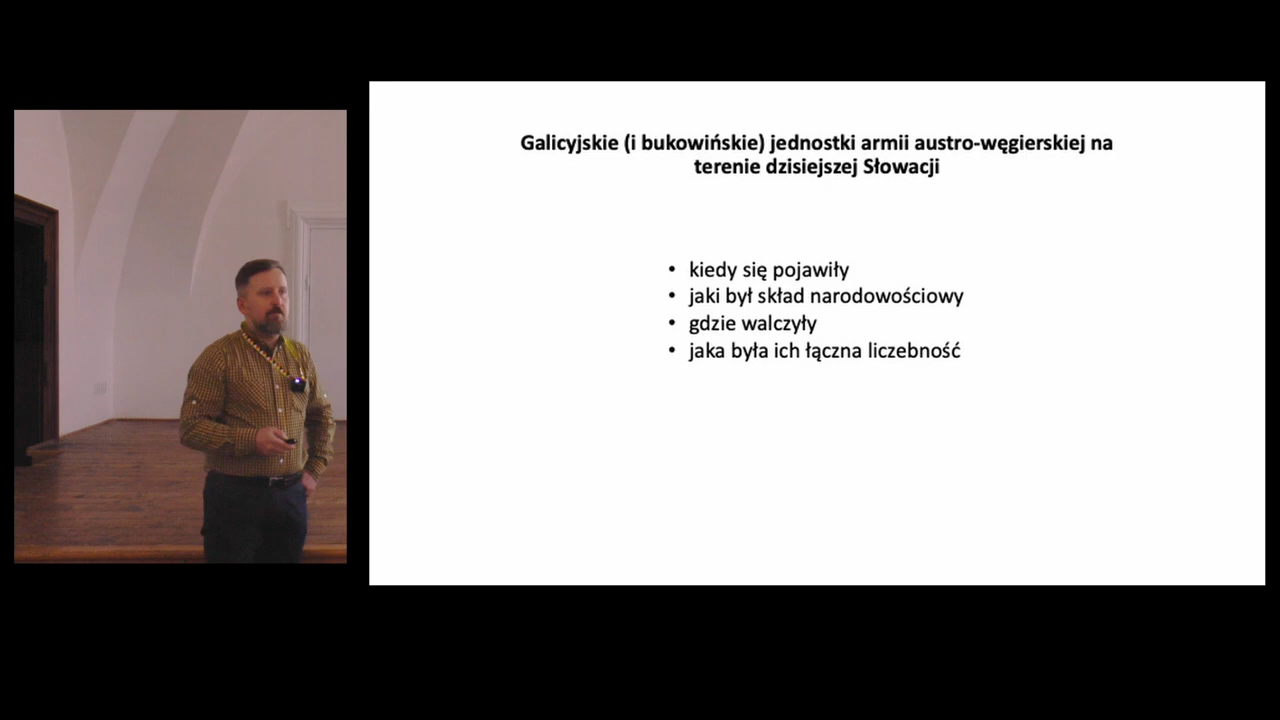 Galicyjskie (i bukowińskie) jednostki armii austro-węgierskiej na
terenie dzisiejszej Słowacji
• kiedy się pojawiły
• jaki był skład narodowościowy
• gdzie walczyły
• jaka była ich łączna liczebność